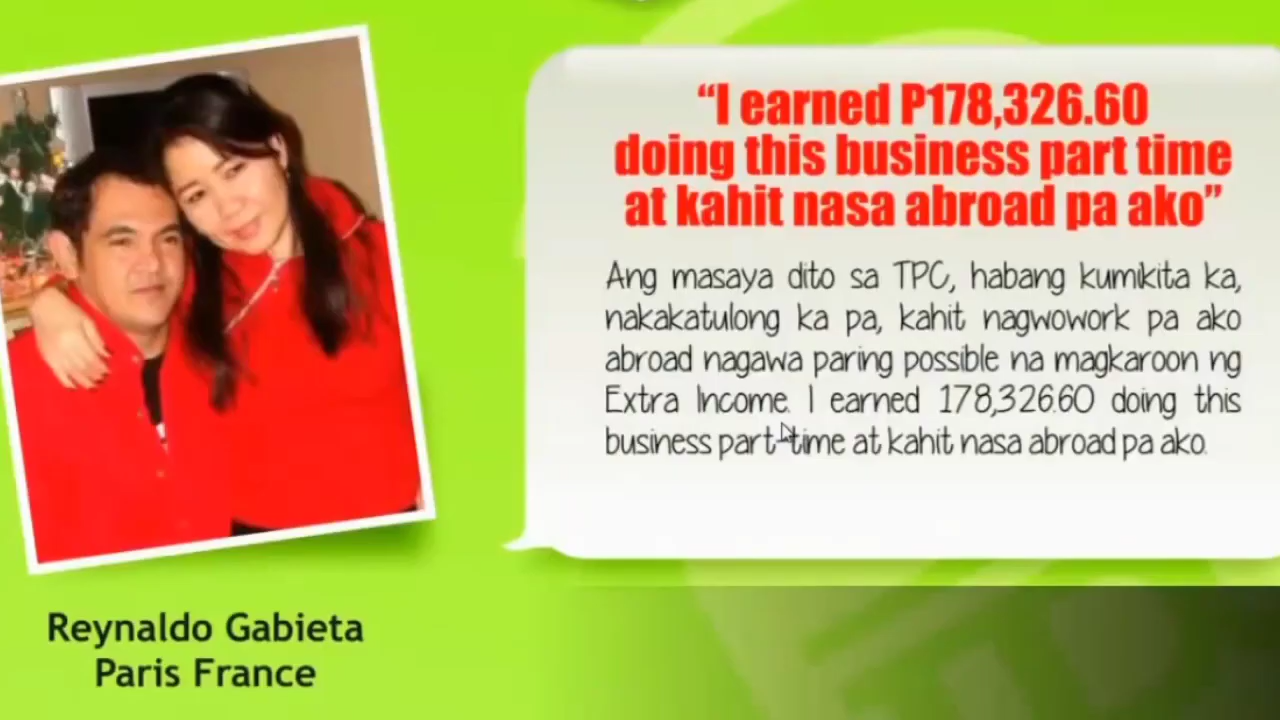 “I earned P178,326.60
doing this business part time
at kahit nasa abroad pa ako”
Ang masaya dito sa TPC, habang kumikita ka,
nakakatulong ka pa, kahit nagwowork pa ako
abroad nagawa paring possible na magkaroon ng
Extra Income. I earned 178,326.60 doing this
business part-time at kahit nasa abroad pa ako.
Reynaldo Gabieta
Paris France